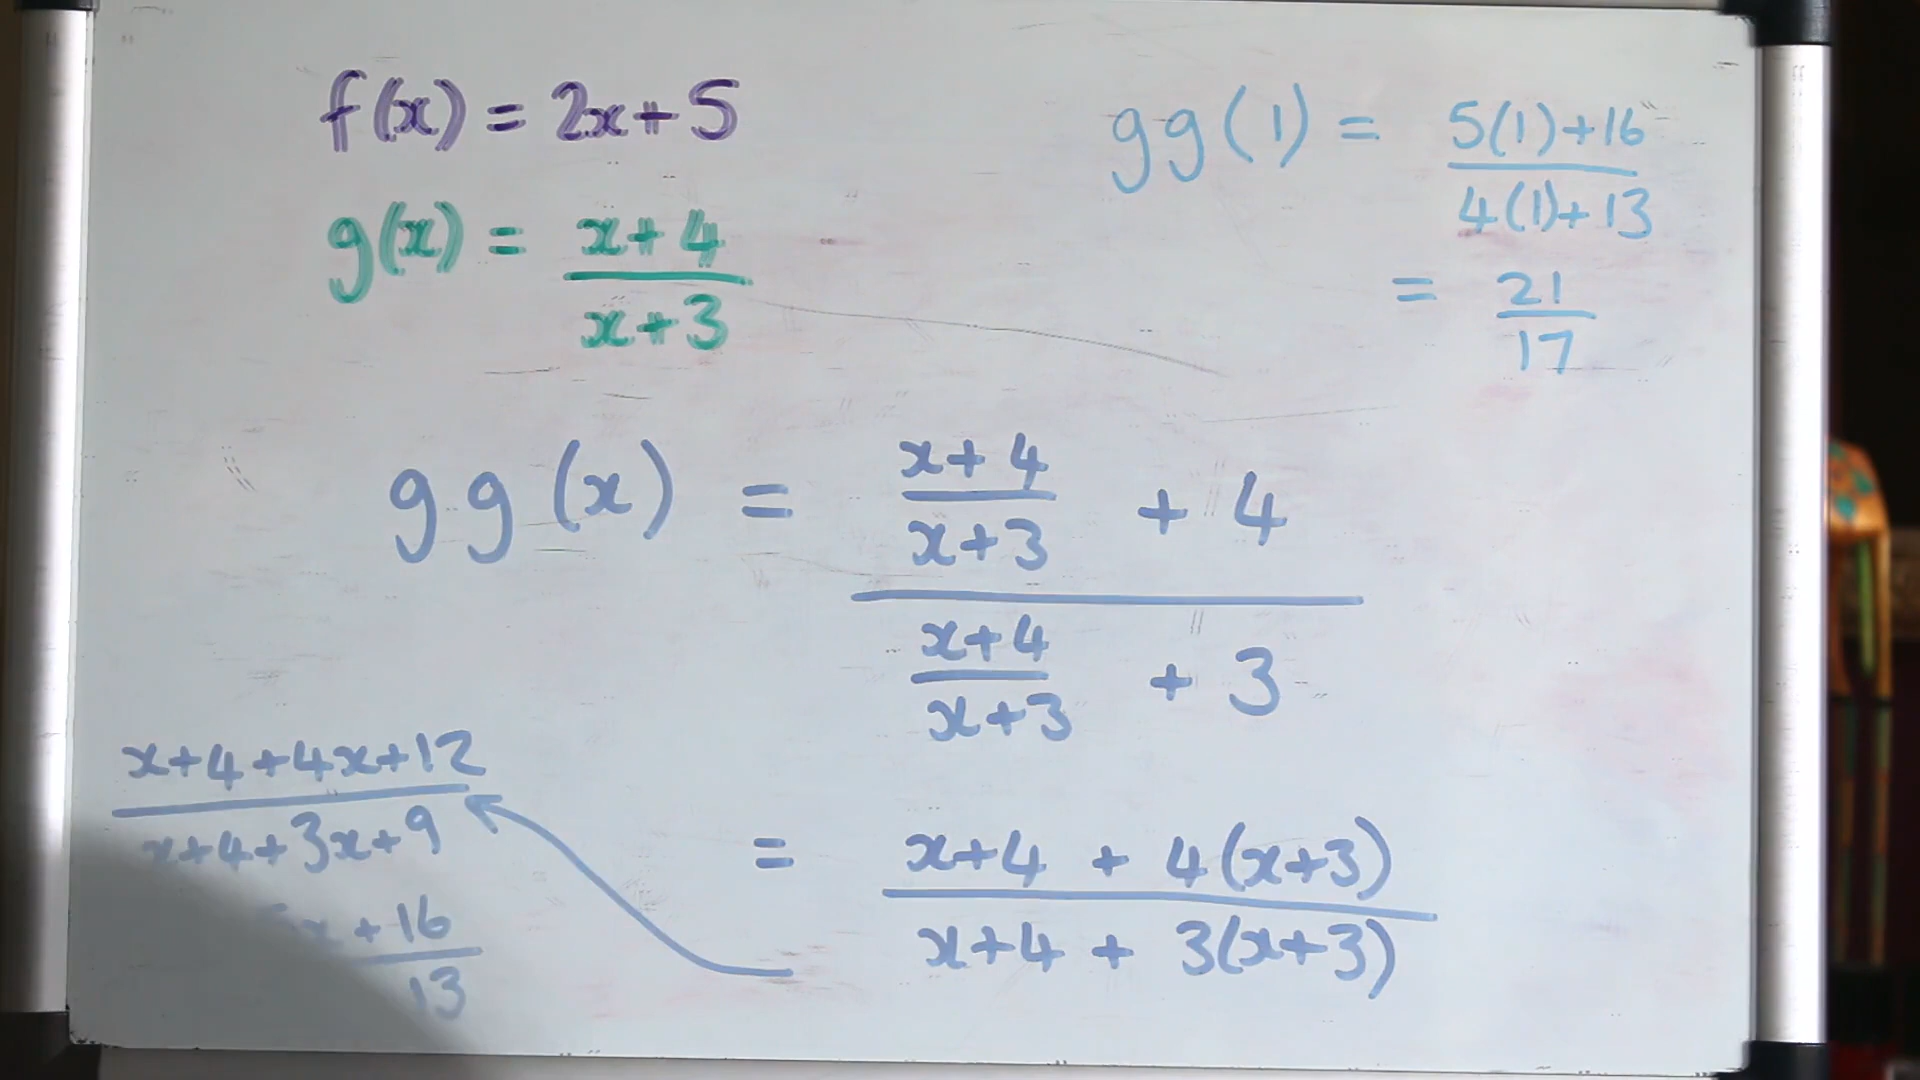 f(x) = 2x+5
g(x) = x+4
x+3
gg(1) = 5(1)+16
4(1)+13
= 21
17
gg(x) = x+4
x+3
+ 4
x+4
x+3
+ 3
= x+4 + 4(x+3)
x+4 + 3(x+3)
x+4+4x+12
x+4+3x+9
x+16
13